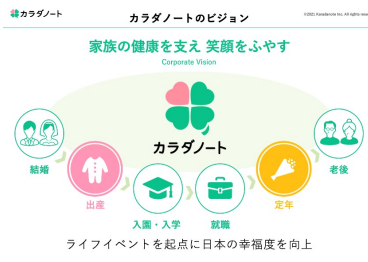 カラダノート
カラダノートのビジョン
©2021 Karadanote Inc. All rights reser
家族の健康を支え 笑顔をふやす
Corporate Vision
カラダノート
結婚
出産
入園・入学
就職
定年
老後
ライフイベントを起点に日本の幸福度を向上